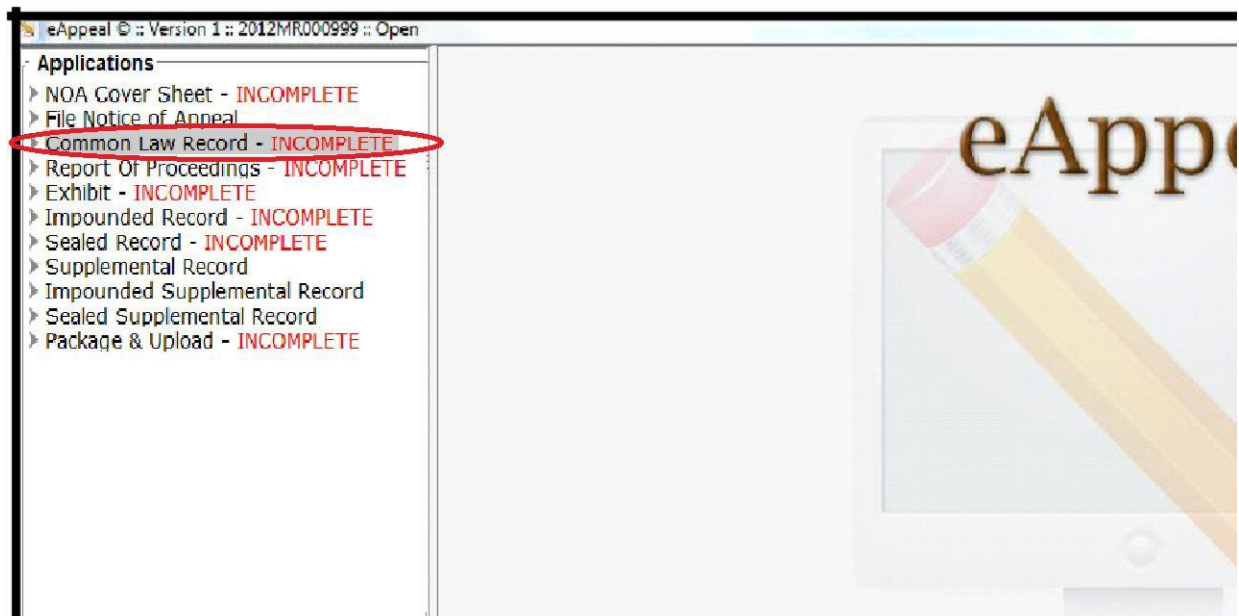 eAppeal © :: Version 1 :: 2012MR000999 :: Open
Applications
NOA Cover Sheet - INCOMPLETE
File Notice of Appeal
Common Law Record - INCOMPLETE
Report Of Proceedings - INCOMPLETE
Exhibit - INCOMPLETE
Impounded Record - INCOMPLETE
Sealed Record - INCOMPLETE
Supplemental Record
Impounded Supplemental Record
Sealed Supplemental Record
Package & Upload - INCOMPLETE
eAppe